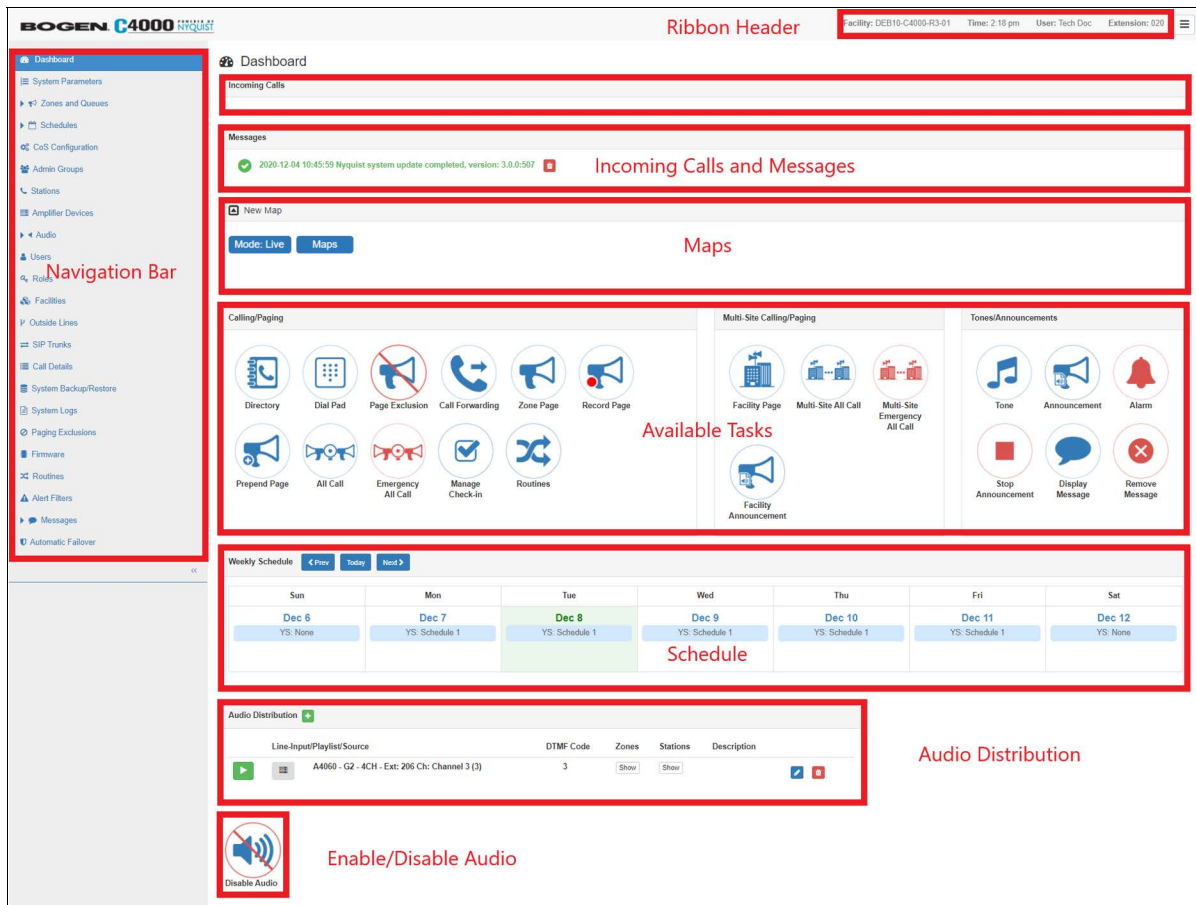 BOGEN. C4000 POWERED BY NYQUIST
Ribbon Header
Facility: DEB10-C4000-R3-01 Time: 2:18 pm User: Tech Doc Extension: 020
Dashboard
System Parameters
Zones and Queues
Schedules
CoS Configuration
Admin Groups
Stations
Amplifier Devices
Audio
Users
Roles
Navigation Bar
Facilities
Outside Lines
SIP Trunks
Call Details
System Backup/Restore
System Logs
Paging Exclusions
Firmware
Routines
Alert Filters
Messages
Automatic Failover
«
Dashboard
Incoming Calls
Messages
2020-12-04 10:45:59 Nyquist system update completed, version: 3.0.0:507
Incoming Calls and Messages
New Map
Mode: Live Maps
Maps
Calling/Paging
Directory Dial Pad Page Exclusion Call Forwarding Zone Page Record Page
Prepend Page All Call Emergency Manage Routines
All Call Check-in
Available Tasks
Multi-Site Calling/Paging
Facility Page Multi-Site All Call Multi-Site
Emergency
All Call
Facility
Announcement
Tones/Announcements
Tone Announcement Alarm
Stop Display Remove
Announcement Message Message
Weekly Schedule Prev Today Next
Sun Mon Tue Wed Thu Fri Sat
Dec 6 Dec 7 Dec 8 Dec 9 Dec 10 Dec 11 Dec 12
YS: None YS: Schedule 1 YS: Schedule 1 YS: Schedule 1 YS: Schedule 1 YS: Schedule 1 YS: None
Schedule
Audio Distribution
Line-Input/Playlist/Source DTMF Code Zones Stations Description
A4060 - G2 - 4CH - Ext: 206 Ch: Channel 3 (3) 3 Show Show
Audio Distribution
Disable Audio
Enable/Disable Audio